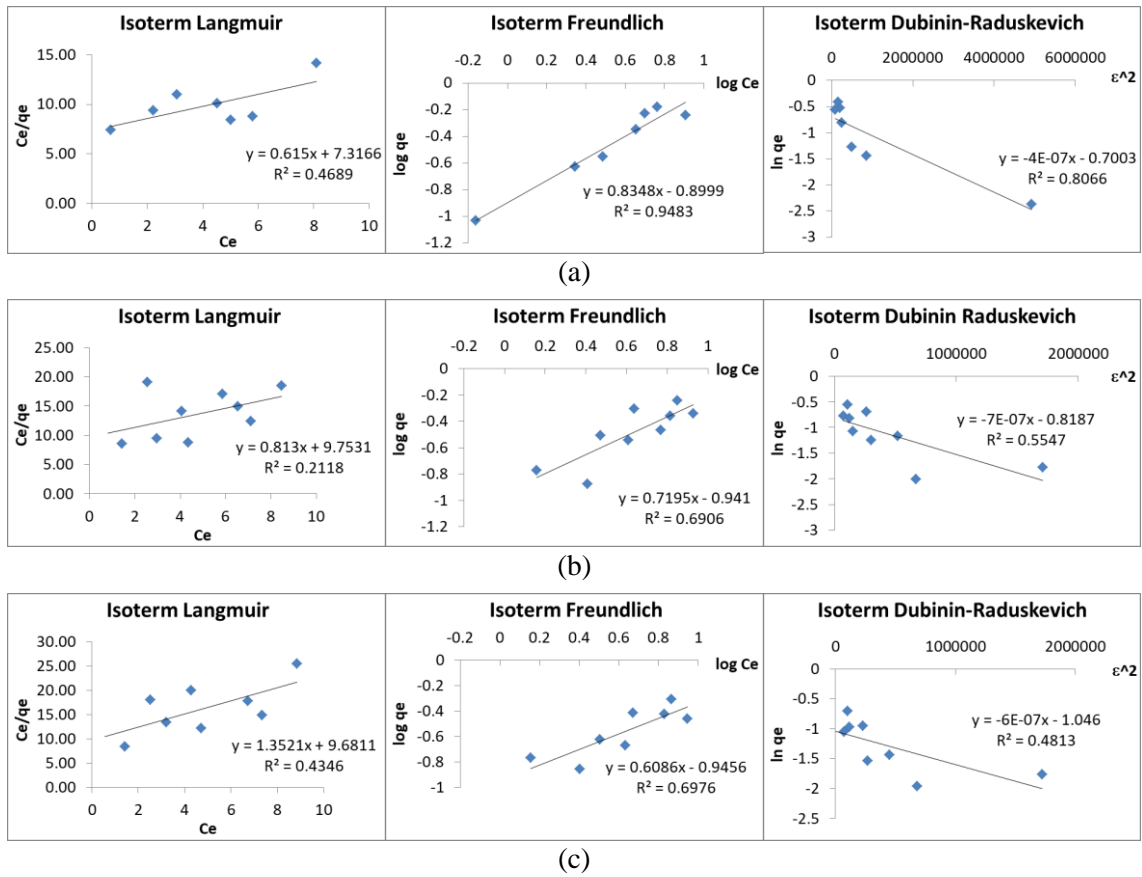 Isoterm Langmuir
15.00
10.00
5.00
0.00
0 2 4 6 8 10
Ce/qe
Ce
y = 0.615x + 7.3166
R² = 0.4689
Isoterm Freundlich
-0.2 0 0.2 0.4 0.6 0.8 1
log Ce
0
-0.2
-0.4
-0.6
-0.8
-1
-1.2
log qe
y = 0.8348x - 0.8999
R² = 0.9483
Isoterm Dubinin-Raduskevich
0 2000000 4000000 6000000
ε^2
0
-0.5
-1
-1.5
-2
-2.5
-3
ln qe
y = -4E-07x - 0.7003
R² = 0.8066
(a)
Isoterm Langmuir
25.00
20.00
15.00
10.00
5.00
0.00
0 2 4 6 8 10
Ce/qe
Ce
y = 0.813x + 9.7531
R² = 0.2118
Isoterm Freundlich
-0.2 0 0.2 0.4 0.6 0.8 1
log Ce
0
-0.2
-0.4
-0.6
-0.8
-1
-1.2
log qe
y = 0.7195x - 0.941
R² = 0.6906
Isoterm Dubinin Raduskevich
0 1000000 2000000
ε^2
0
-0.5
-1
-1.5
-2
-2.5
-3
ln qe
y = -7E-07x - 0.8187
R² = 0.5547
(b)
Isoterm Langmuir
30.00
25.00
20.00
15.00
10.00
5.00
0.00
0 2 4 6 8 10
Ce/qe
Ce
y = 1.3521x + 9.6811
R² = 0.4346
Isoterm Freundlich
-0.2 0 0.2 0.4 0.6 0.8 1
log Ce
0
-0.2
-0.4
-0.6
-0.8
-1
log qe
y = 0.6086x - 0.9456
R² = 0.6976
Isoterm Dubinin-Raduskevich
0 1000000 2000000
ε^2
0
-0.5
-1
-1.5
-2
-2.5
ln qe
y = -6E-07x - 1.046
R² = 0.4813
(c)